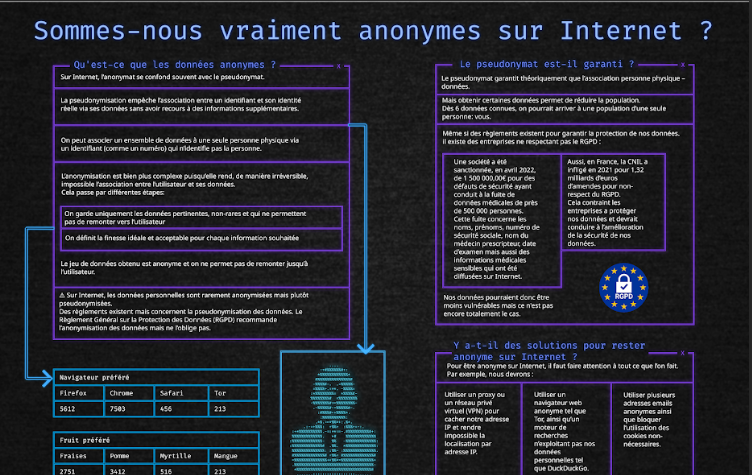 Sommes-nous vraiment anonymes sur Internet ?
Qu'est-ce que les données anonymes ?
x
Sur Internet, l'anonymat se confond souvent avec le pseudonymat.
La pseudonymisation empêche l'association entre un identifiant et son identité
réelle via ses données sans avoir recours à des informations supplémentaires.
On peut associer un ensemble de données à une seule personne physique via
un identifiant (comme un numéro) qui n'identifie pas la personne.
L'anonymisation est bien plus complexe puisqu'elle rend, de manière irréversible,
impossible l'association entre l'utilisateur et ses données.
Cela passe par différentes étapes:
On garde uniquement les données pertinentes, non-rares et qui ne permettent
pas de remonter vers l'utilisateur
On définit la finesse idéale et acceptable pour chaque information souhaitée
Le jeu de données obtenu est anonyme et on ne permet pas de remonter jusqu'à
l'utilisateur.
⚠ Sur Internet, les données personnelles sont rarement anonymisées mais plutôt
pseudonymisées.
Des règlements existent mais concernent la pseudonymisation des données. Le
Règlement Général sur la Protection des Données (RGPD) recommande
l'anonymisation des données mais ne l'oblige pas.
Navigateur préféré
Firefox Chrome Safari Tor
5612 7503 456 213
Fruit préféré
Fraises Pomme Myrtille Mangue
2751 3412 516 213
Le pseudonymat est-il garanti ?
x
Le pseudonymat garantit théoriquement que l'association personne physique –
données.
Mais obtenir certaines données permet de réduire la population.
Dès 6 données connues, on pourrait arriver à une population d'une seule
personne: vous.
Même si des règlements existent pour garantir la protection de nos données.
Il existe des entreprises ne respectant pas le RGPD :
Une société a été
sanctionnée, en avril 2022,
de 1 500 000,00€ pour des
défauts de sécurité ayant
conduit à la fuite de
données médicales de près
de 500 000 personnes.
Cette fuite concerne les
noms, prénoms, numéro de
sécurité sociale, nom du
médecin prescripteur, date
d'examen mais aussi des
informations médicales
sensibles qui ont été
diffusées sur Internet.
Aussi, en France, la CNIL a
infligé en 2021 pour 1,32
milliards d'euros
d'amendes pour non-
respect du RGPD.
Cela contraint les
entreprises a protéger
nos données et devrait
conduire à l'amélioration
de la sécurité de nos
données.
RGPD
Nos données pourraient donc être
moins vulnérables mais ce n'est pas
encore totalement le cas.
Y a-t-il des solutions pour rester
anonyme sur Internet ?
x
Pour être anonyme sur Internet, il faut faire attention à tout ce que l'on fait.
Par exemple, nous devrons :
Utiliser un proxy ou
un réseau privé
virtuel (VPN) pour
cacher notre adresse
IP et rendre
impossible la
localisation par
adresse IP.
Utiliser un
navigateur web
anonyme tel que
Tor, ainsi qu'un
moteur de
recherches
n'exploitant pas nos
données
personnelles tel
que DuckDuckGo.
Utiliser plusieurs
adresses emails
anonymes ainsi
que bloquer
l'utilisation des
cookies non-
nécessaires.